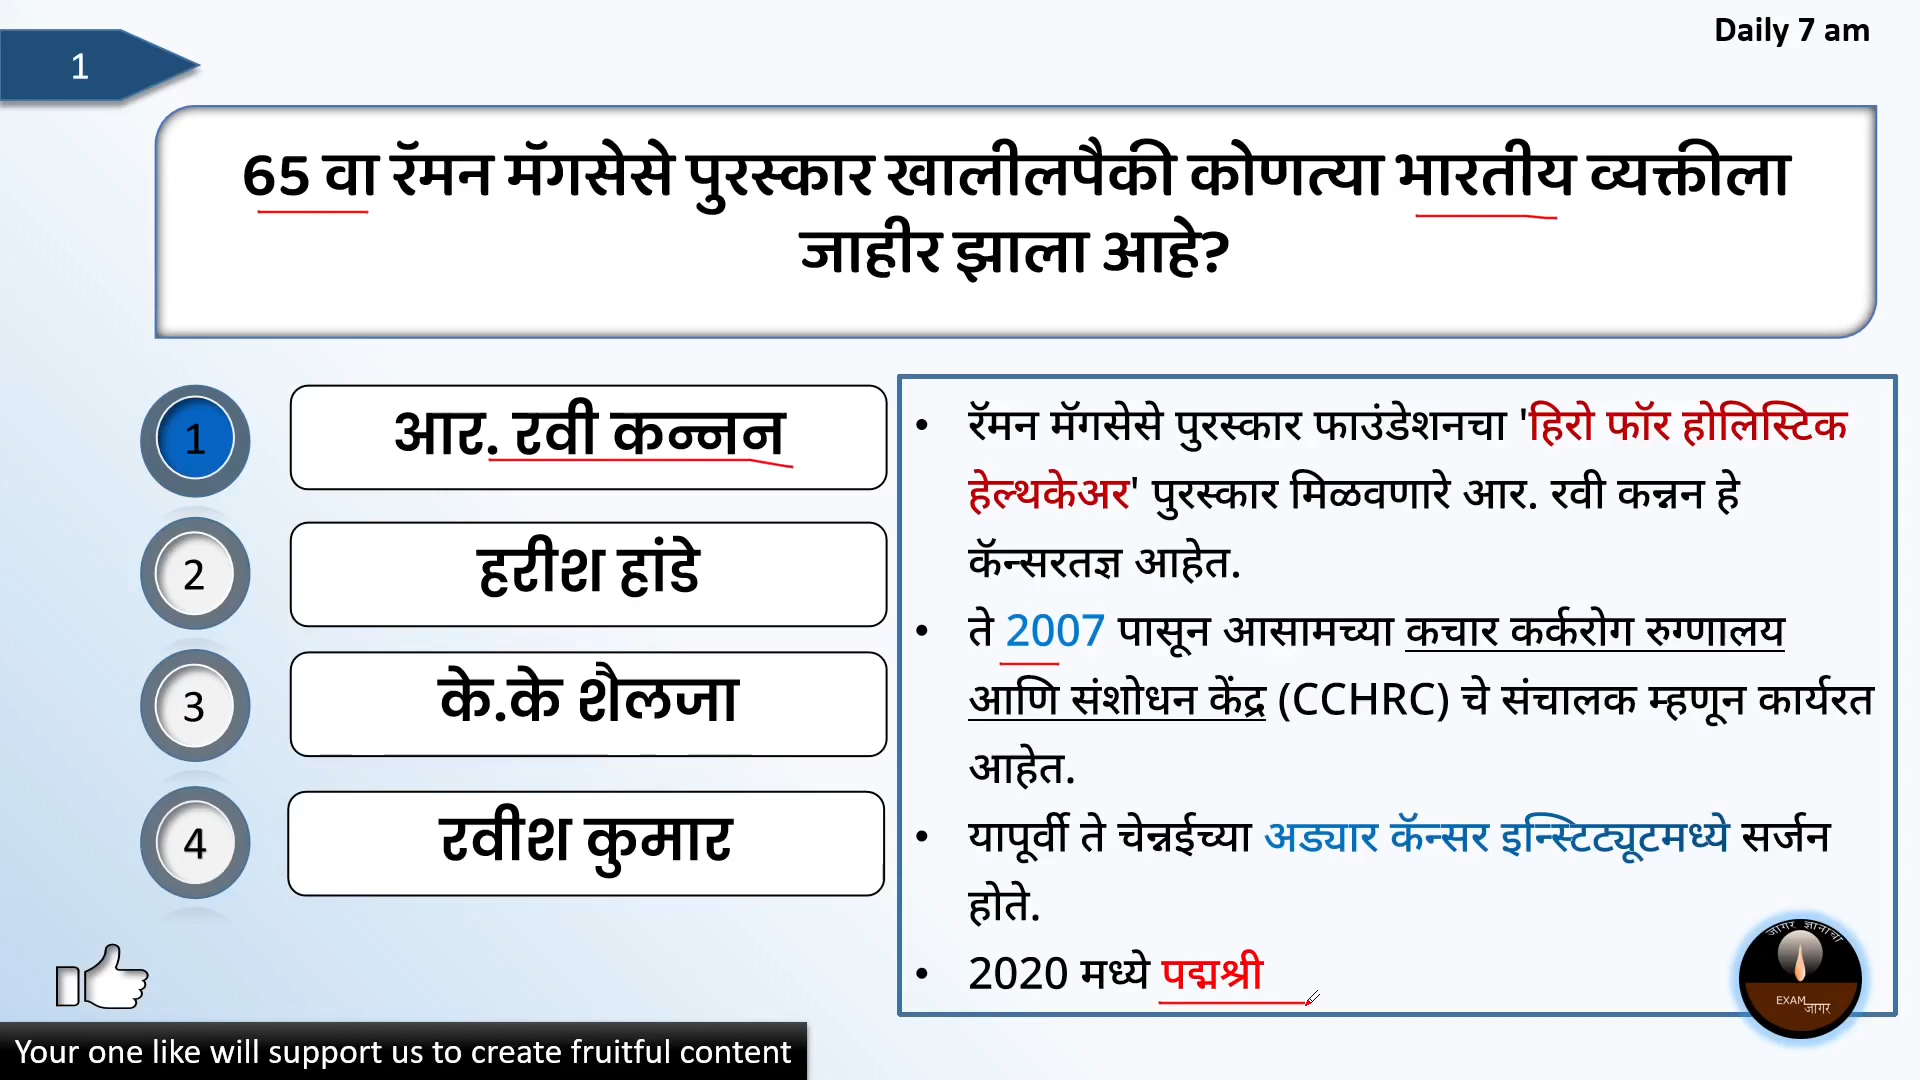 Daily 7 am
1
65 वा रॅमन मॅगसेसे पुरस्कार खालीलपैकी कोणत्या भारतीय व्यक्तीला
जाहीर झाला आहे?
1
आर. रवी कन्नन
2
हरीश हांडे
3
के.के शैलजा
4
रवीश कुमार
• रॅमन मॅगसेसे पुरस्कार फाउंडेशनचा 'हिरो फॉर होलिस्टिक
हेल्थकेअर' पुरस्कार मिळवणारे आर. रवी कन्नन हे
कॅन्सरतज्ञ आहेत.
• ते 2007 पासून आसामच्या कचार कर्करोग रुग्णालय
आणि संशोधन केंद्र (CCHRC) चे संचालक म्हणून कार्यरत
आहेत.
• यापूर्वी ते चेन्नईच्या अड्यार कॅन्सर इन्स्टिट्यूटमध्ये सर्जन
होते.
• 2020 मध्ये पद्मश्री
जागर ज्ञानाचा
EXAM
जागर
Your one like will support us to create fruitful content